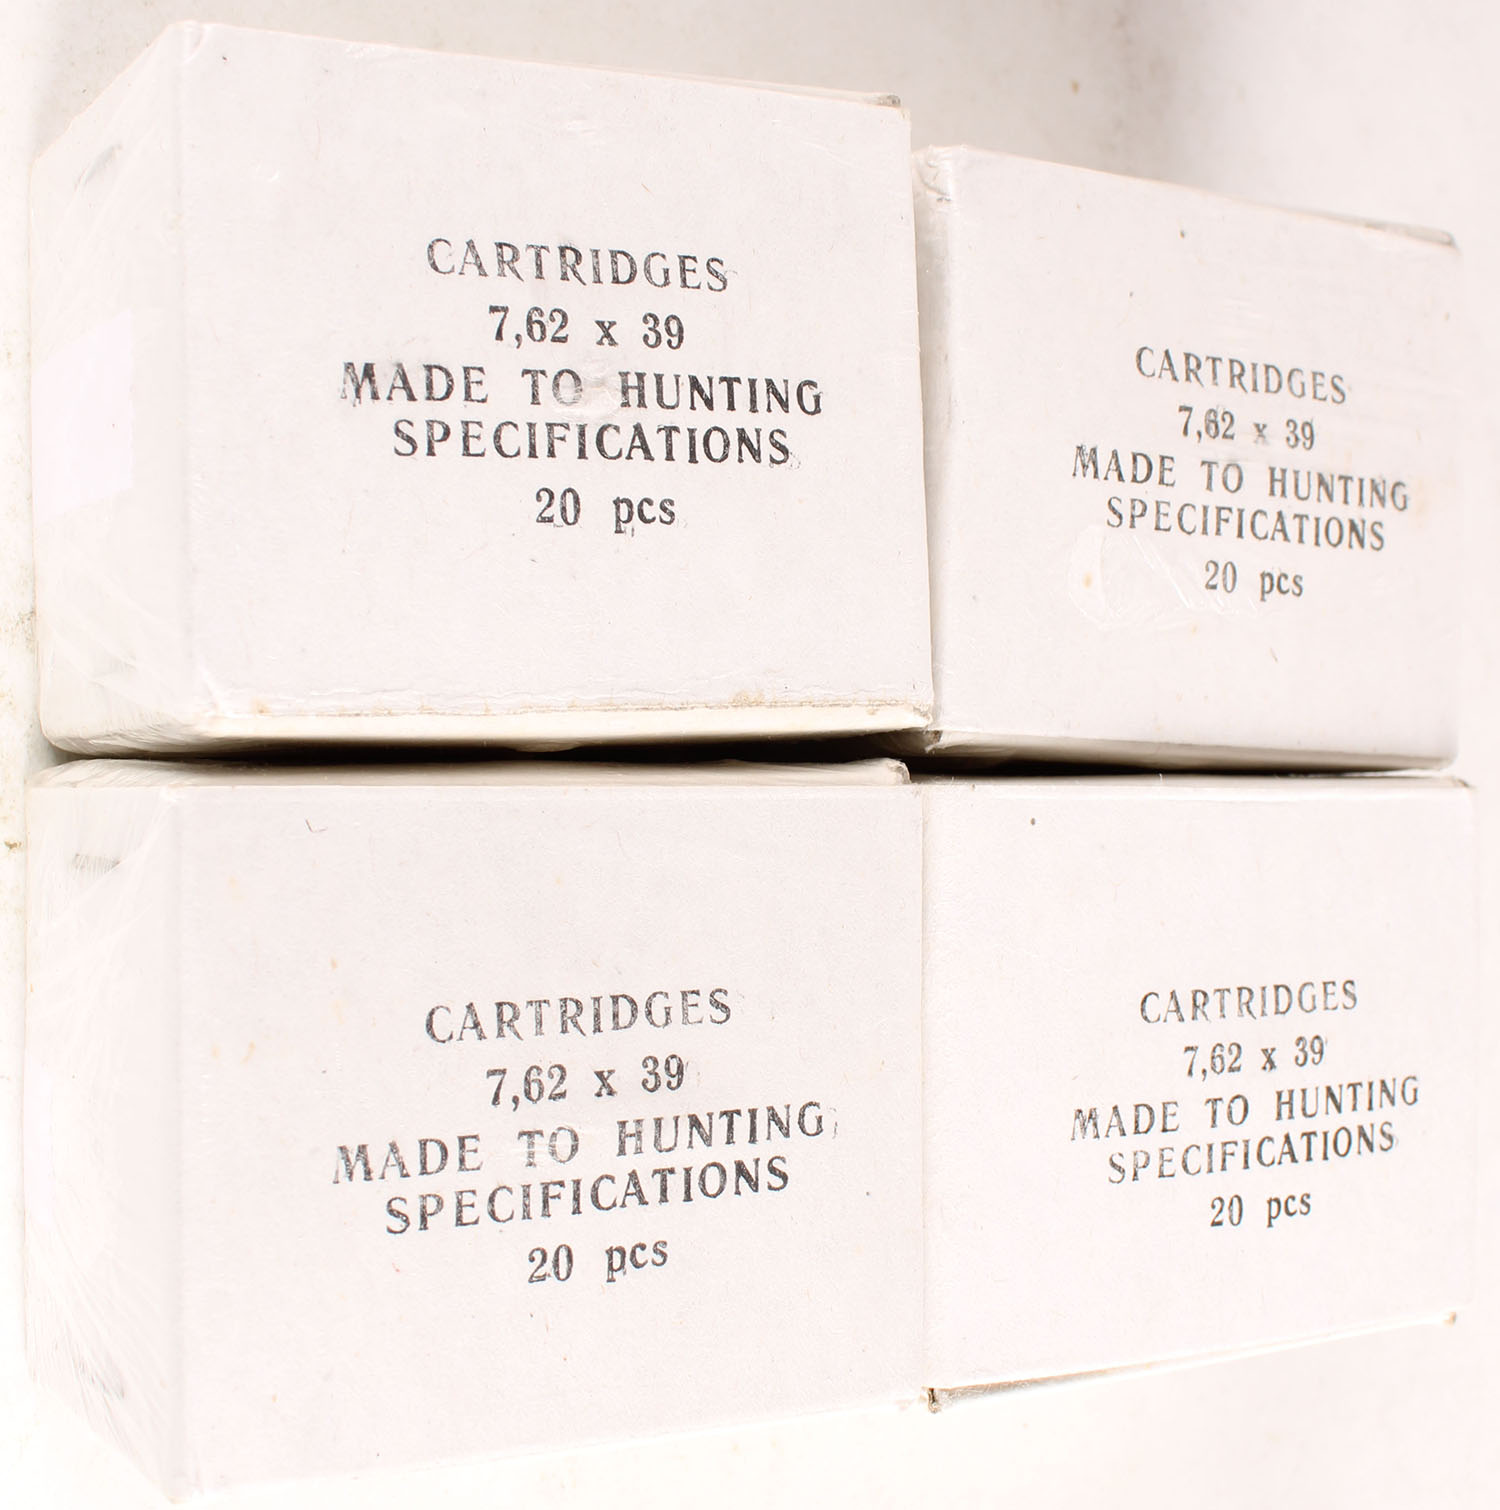 CARTRIDGES
7,62 x 39
MADE TO HUNTING
SPECIFICATIONS
20 pcs
CARTRIDGES
7,62 x 39
MADE TO HUNTING
SPECIFICATIONS
20 pcs
CARTRIDGES
7,62 x 39
MADE TO HUNTING
SPECIFICATIONS
20 pcs
CARTRIDGES
7,62 x 39
MADE TO HUNTING
SPECIFICATIONS
20 pcs